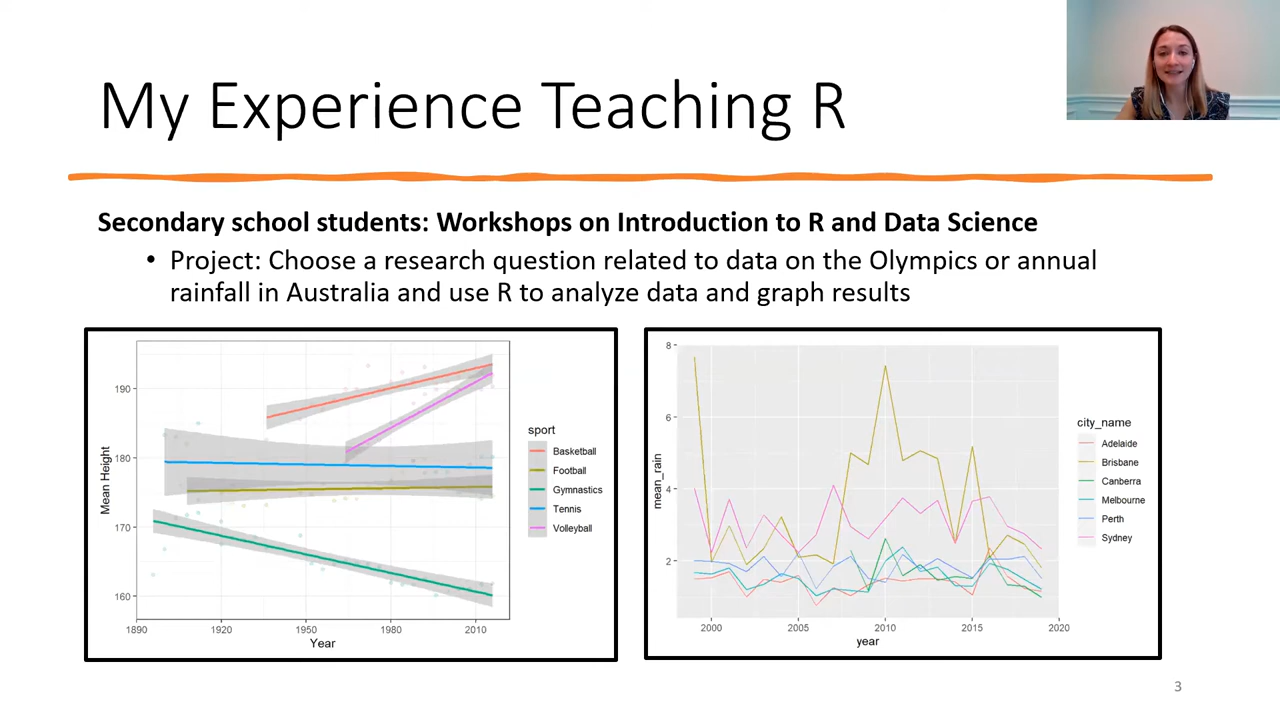 My Experience Teaching R
Secondary school students: Workshops on Introduction to R and Data Science
• Project: Choose a research question related to data on the Olympics or annual
rainfall in Australia and use R to analyze data and graph results
190
180
170
160
Mean Height
1890
1920
1950
1980
2010
Year
sport
Basketball
Football
Gymnastics
Tennis
Volleyball
8
6
4
2
mean_rain
2000
2005
2010
2015
2020
year
city_name
Adelaide
Brisbane
Canberra
Melbourne
Perth
Sydney
3